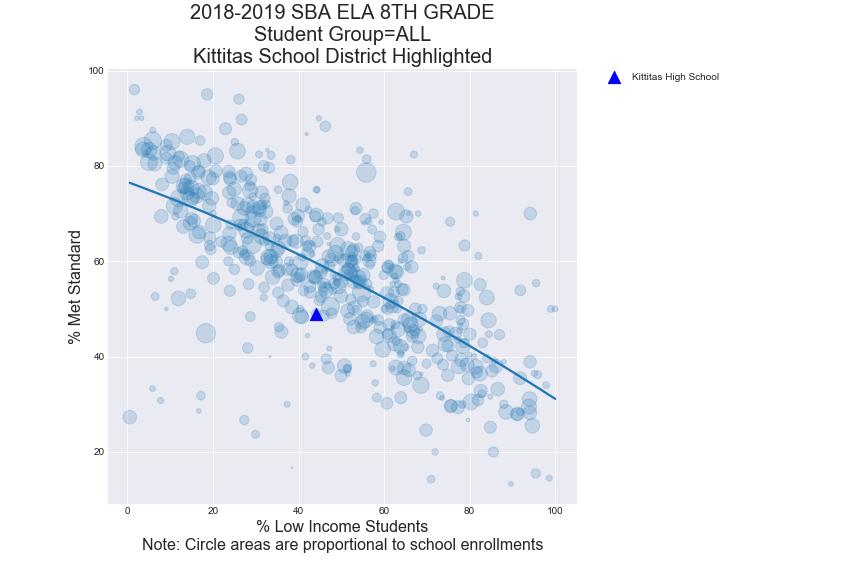 2018-2019 SBA ELA 8TH GRADE
Student Group=ALL
Kittitas School District Highlighted
Kittitas High School
100
80
60
40
20
% Met Standard
0
20
40
60
80
100
% Low Income Students
Note: Circle areas are proportional to school enrollments